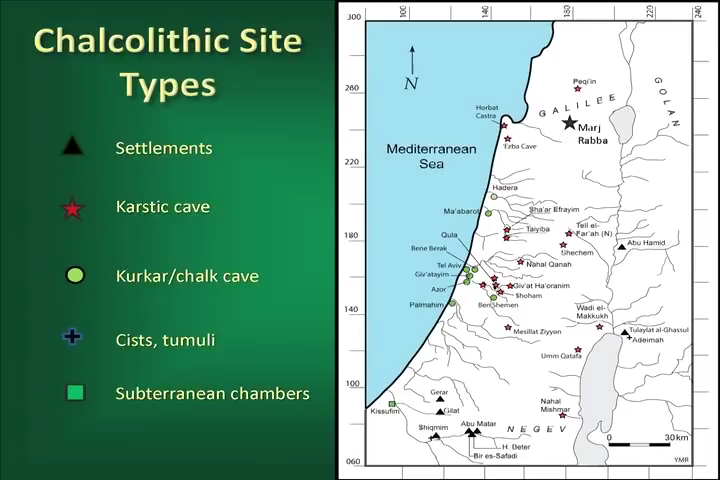 Chalcolithic Site
Types
Settlements
Karstic cave
Kurkar/chalk cave
Cists, tumuli
Subterranean chambers
300
260
220
180
140
100
060
100
140
180
220
240
N
Mediterranean
Sea
GALILEE
GOLAN
NEGEV
Peqi'in
Marj
Rabba
Horbat
Castra
Ezba Cave
Hadera
Ma'abarot
Sha'ar Efrayim
Taiyiba
Tell el-
Far'ah (N)
Qula
Bene Berak
Shechem
Abu Hamid
Tel Aviv
Nahal Qanah
Giv'atayim
Azor
Giv'at Ha'oranim
Shoham
Palmahim
Ben Shemen
Wadi el-
Makkukh
Mesillat Ziyyon
Tulaylat al-Ghassul
Adeimah
Umm Qatafa
Gerar
Kissufim
Gilat
Nahal
Mishmar
Shiqmim
Abu Matar
H. Beter
Bir es-Safadi
0 30 km
YMR